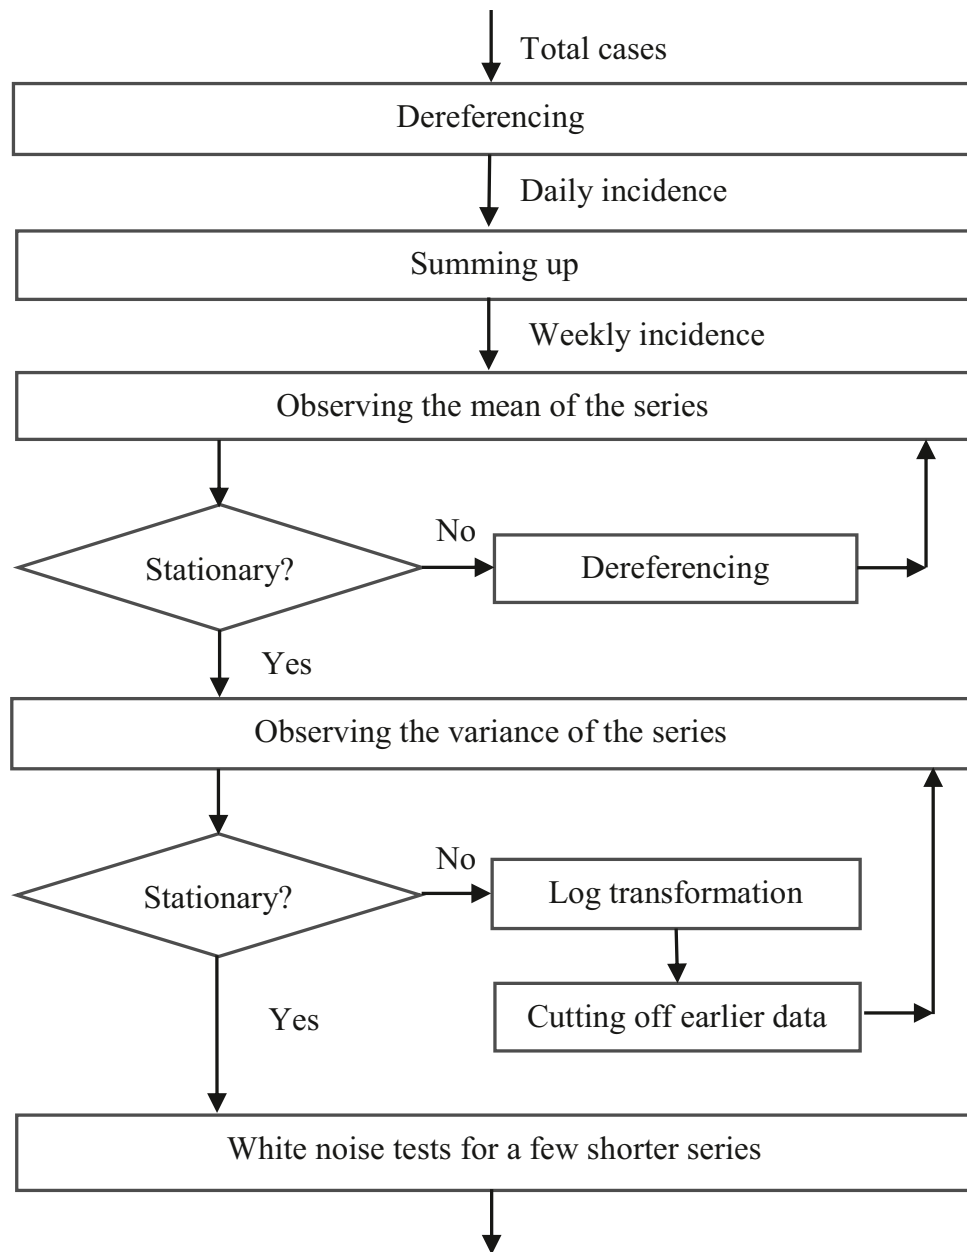 Total cases
Dereferencing
Daily incidence
Summing up
Weekly incidence
Observing the mean of the series
Stationary?
No
Dereferencing
Yes
Observing the variance of the series
Stationary?
No
Log transformation
Cutting off earlier data
Yes
White noise tests for a few shorter series